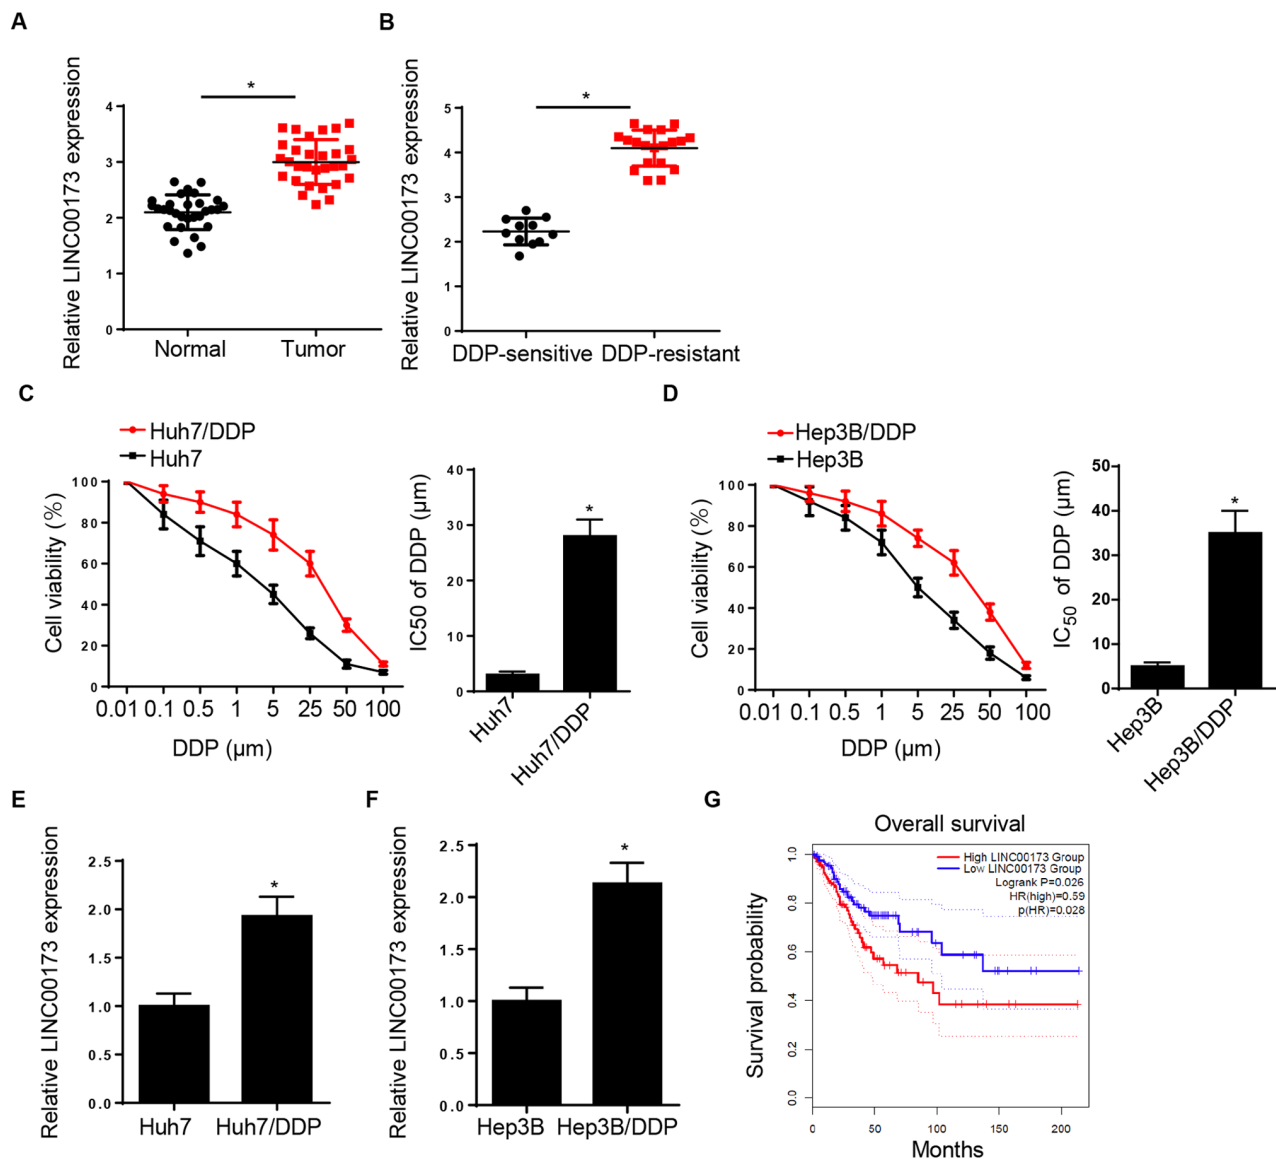 A
Relative LINC00173 expression
*
4
3
2
1
0
Normal
Tumor
B
Relative LINC00173 expression
*
5
4
3
2
1
0
DDP-sensitive
DDP-resistant
C
Huh7/DDP
Huh7
Cell viability (%)
100
80
60
40
20
0
0.01 0.1 0.5 1 5 25 50 100
DDP (μm)
IC50 of DDP (μm)
40
30
20
10
0
*
Huh7
Huh7/DDP
D
Hep3B/DDP
Hep3B
Cell viability (%)
100
80
60
40
20
0
0.01 0.1 0.5 1 5 25 50 100
DDP (μm)
IC50 of DDP (μm)
50
40
30
20
10
0
*
Hep3B
Hep3B/DDP
E
Relative LINC00173 expression
2.5
2.0
1.5
1.0
0.5
0.0
*
Huh7
Huh7/DDP
F
Relative LINC00173 expression
2.5
2.0
1.5
1.0
0.5
0.0
*
Hep3B
Hep3B/DDP
G
Overall survival
High LINC00173 Group
Low LINC00173 Group
Logrank P=0.026
HR(high)=0.59
p(HR)=0.028
Survival probability
1.0
0.8
0.6
0.4
0.2
0.0
0 50 100 150 200
Months